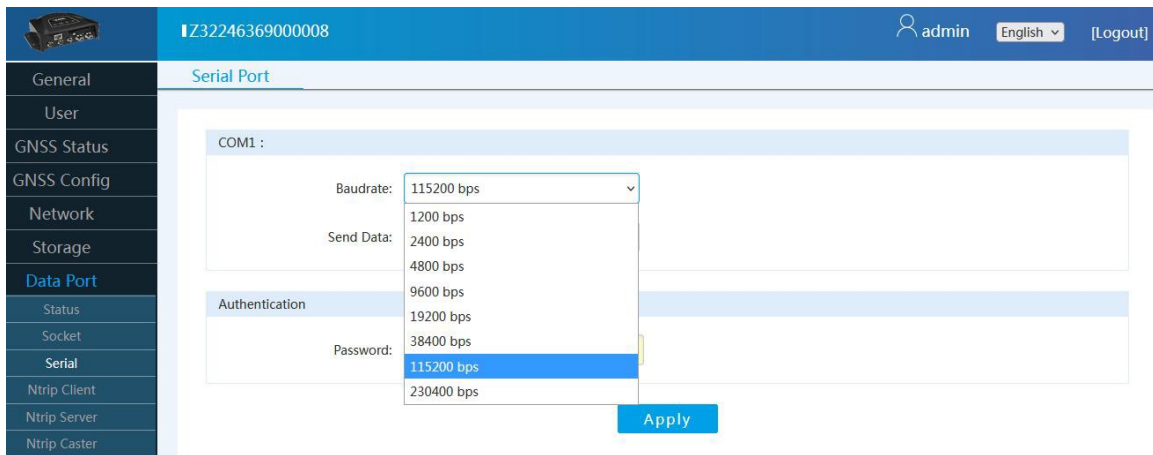 Z32246369000008
admin
English
[Logout]
General
User
GNSS Status
GNSS Config
Network
Storage
Data Port
Status
Socket
Serial
Ntrip Client
Ntrip Server
Ntrip Caster
Serial Port
COM1 :
Baudrate:
115200 bps
1200 bps
2400 bps
4800 bps
9600 bps
19200 bps
38400 bps
115200 bps
230400 bps
Send Data:
Authentication
Password:
Apply